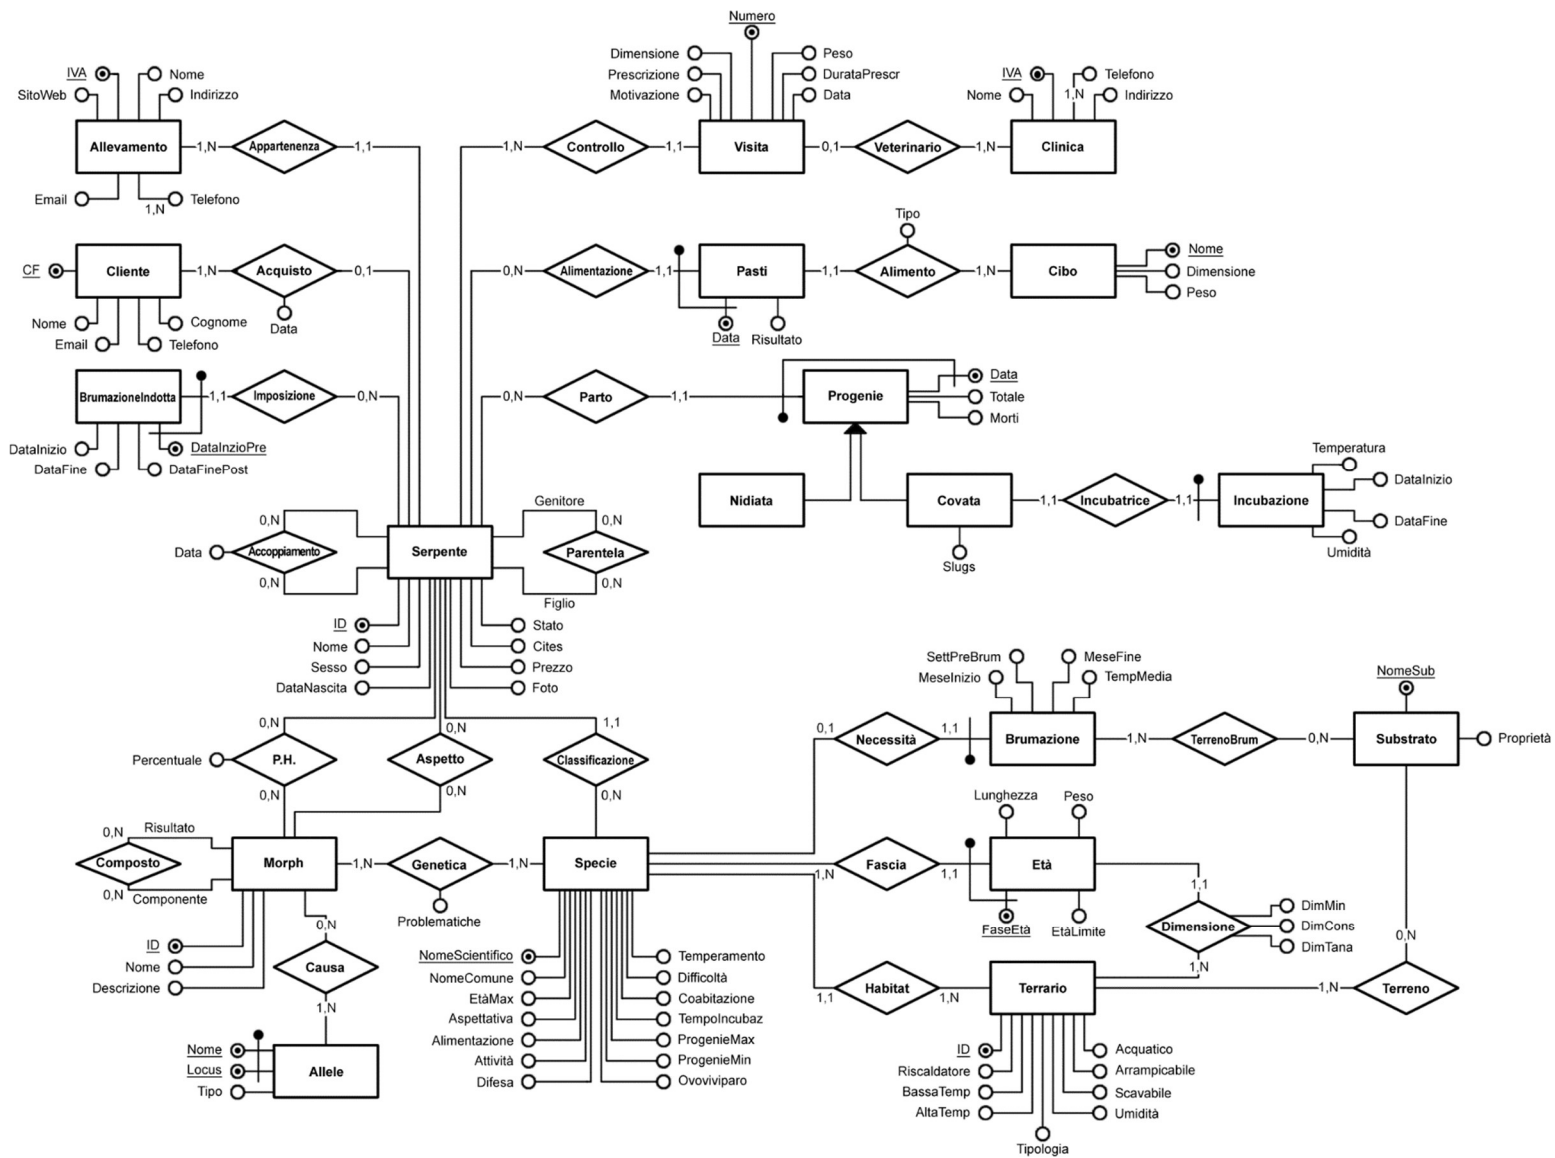 Numero
Dimensione
Peso
Prescrizione
DurataPrescr
Motivazione
Data
IVA
Nome
SitoWeb
Indirizzo
IVA
Telefono
1,N
Nome
Indirizzo
Allevamento
1,N
Appartenenza
1,1
1,N
Controllo
1,1
Visita
0,1
Veterinario
1,N
Clinica
Email
Telefono
1,N
Tipo
CF
Cliente
1,N
Acquisto
0,1
0,N
Alimentazione
1,1
Pasti
1,1
Alimento
1,N
Cibo
Nome
Dimensione
Peso
Nome
Cognome
Data
Email
Telefono
Data
Risultato
BrumazioneIndotta
1,1
Imposizione
0,N
0,N
Parto
1,1
Progenie
Data
Totale
Morti
DataInizio
DataInzioPre
DataFine
DataFinePost
Nidiata
Covata
1,1
Incubatrice
1,1
Incubazione
Temperatura
DataInizio
DataFine
Umidità
Slugs
Genitore
0,N
0,N
Data
Accoppiamento
Serpente
Parentela
0,N
0,N
Figlio
ID
Stato
Nome
Cites
Sesso
Prezzo
DataNascita
Foto
SettPreBrum
MeseFine
MeseInizio
TempMedia
NomeSub
0,N
0,N
1,1
Percentuale
P.H.
Aspetto
Classificazione
0,N
0,N
0,N
0,1
Necessità
1,1
Brumazione
1,N
TerrenoBrum
0,N
Substrato
Proprietà
Lunghezza
Peso
0,N
Risultato
Composto
Morph
1,N
Genetica
1,N
Specie
1,N
Fascia
1,1
Età
1,1
0,N
Componente
Problematiche
FaseEtà
EtàLimite
Dimensione
DimMin
DimCons
DimTana
0,N
1,N
ID
Nome
Descrizione
0,N
Causa
1,N
NomeScientifico
Temperamento
NomeComune
Difficoltà
EtàMax
Coabitazione
Aspettativa
TempoIncubaz
Alimentazione
ProgenieMax
Attività
ProgenieMin
Difesa
Ovoviviparo
1,1
Habitat
1,N
Terrario
1,N
Terreno
Nome
Locus
Tipo
Allele
ID
Acquatico
Riscaldatore
Arrampicabile
BassaTemp
Scavabile
AltaTemp
Umidità
Tipologia